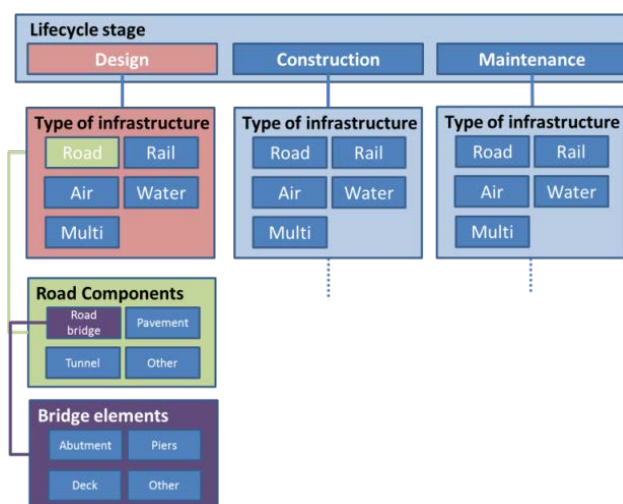 Lifecycle stage
Design
Construction
Maintenance
Type of infrastructure
Road
Rail
Air
Water
Multi
Type of infrastructure
Road
Rail
Air
Water
Multi
Type of infrastructure
Road
Rail
Air
Water
Multi
Road Components
Road
bridge
Pavement
Tunnel
Other
Bridge elements
Abutment
Piers
Deck
Other